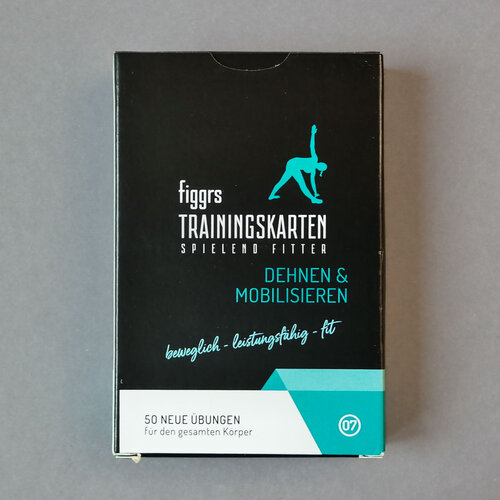 figgrs
TRAININGSKARTEN
SPIELEND FITTER
DEHNEN &
MOBILISIEREN
beweglich - leistungsfähig - fit
50 NEUE ÜBUNGEN
für den gesamten Körper
07